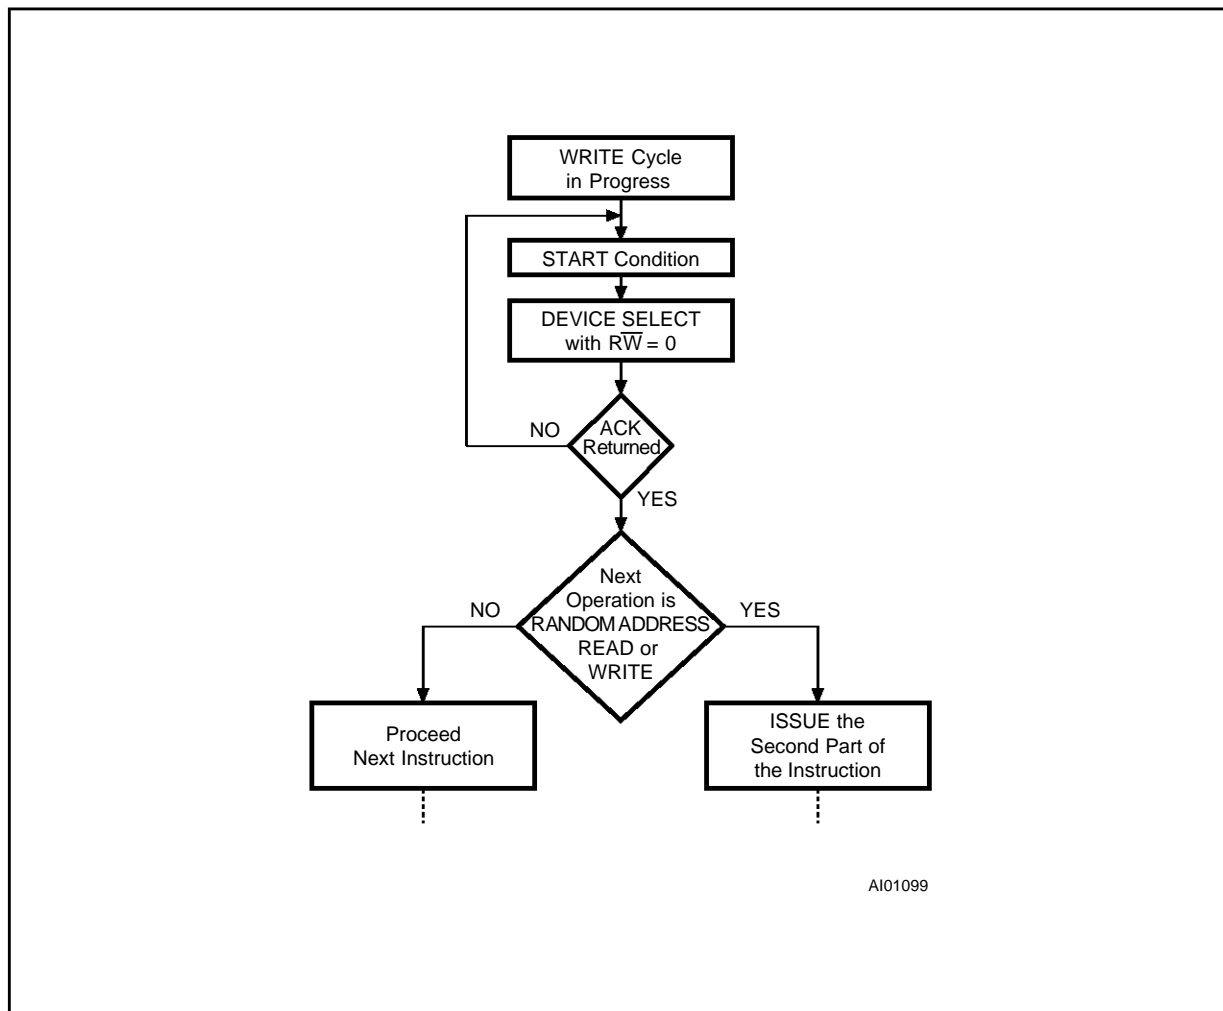 WRITE Cycle
in Progress
START Condition
DEVICE SELECT
with RW̅ = 0
ACK
Returned
NO
YES
Next
Operation is
RANDOM ADDRESS
READ or
WRITE
NO
YES
Proceed
Next Instruction
ISSUE the
Second Part of
the Instruction
AI01099